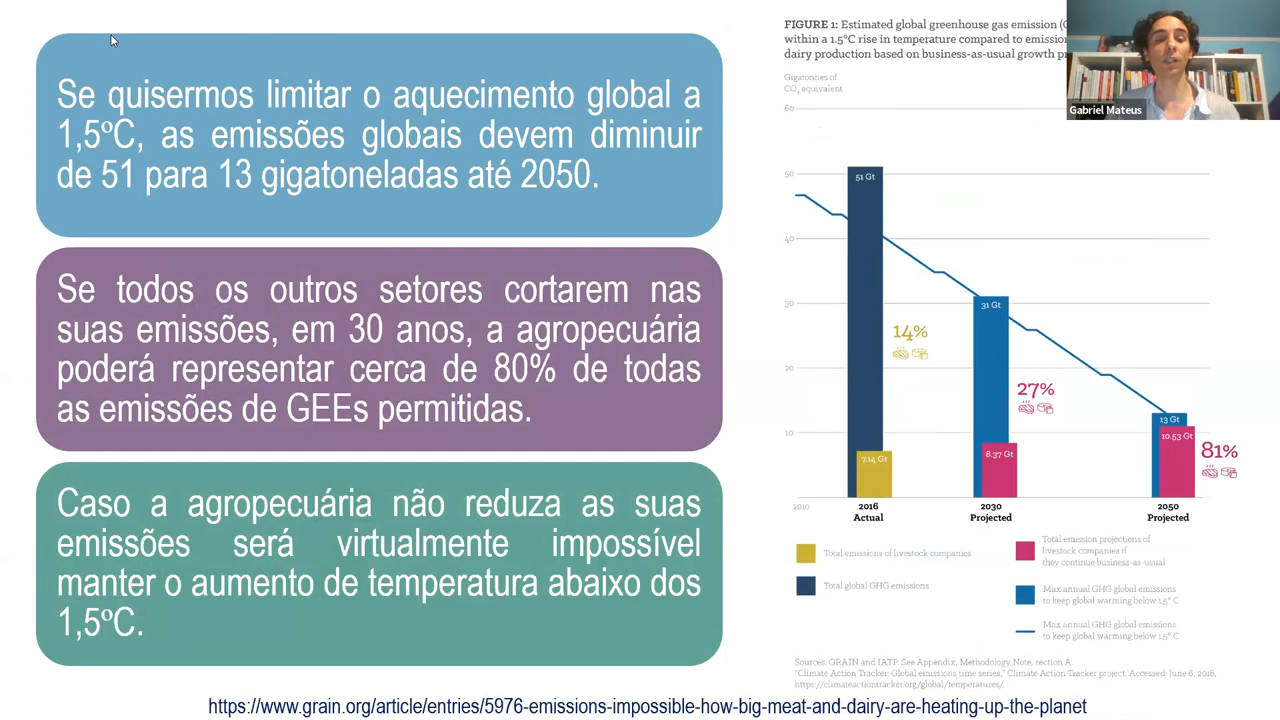 Se quisermos limitar o aquecimento global a
1,5ºC, as emissões globais devem diminuir
de 51 para 13 gigatoneladas até 2050.
Se todos os outros setores cortarem nas
suas emissões, em 30 anos, a agropecuária
poderá representar cerca de 80% de todas
as emissões de GEEs permitidas.
Caso a agropecuária não reduza as suas
emissões será virtualmente impossível
manter o aumento de temperatura abaixo dos
1,5ºC.
FIGURE 1: Estimated global greenhouse gas emission
within a 1.5°C rise in temperature compared to
dairy production based on business-as-usual growth
Gabriel Mateus
Gigatonnes of
CO₂ equivalent
60
50
40
30
20
10
51 Gt
14%
7.14 Gt
31 Gt
27%
8.37 Gt
13 Gt
10.53 Gt
81%
2010
2016
Actual
2030
Projected
2050
Projected
Total emissions of livestock companies
Total global GHG emissions
Total emission projections of
livestock companies if
they continue business-as-usual
Max annual GHG global emissions
to keep global warming below 1.5° C
Max annual GHG global emissions
to keep global warming below 1.5° C
Sources: GRAIN and IATP. See Appendix, Methodology Note, section A.
"Climate Action Tracker: Global emissions time series," Climate Action Tracker project. Accessed: June 6, 2018,
https://climateactiontracker.org/global/temperatures/.
https://www.grain.org/article/entries/5976-emissions-impossible-how-big-meat-and-dairy-are-heating-up-the-planet